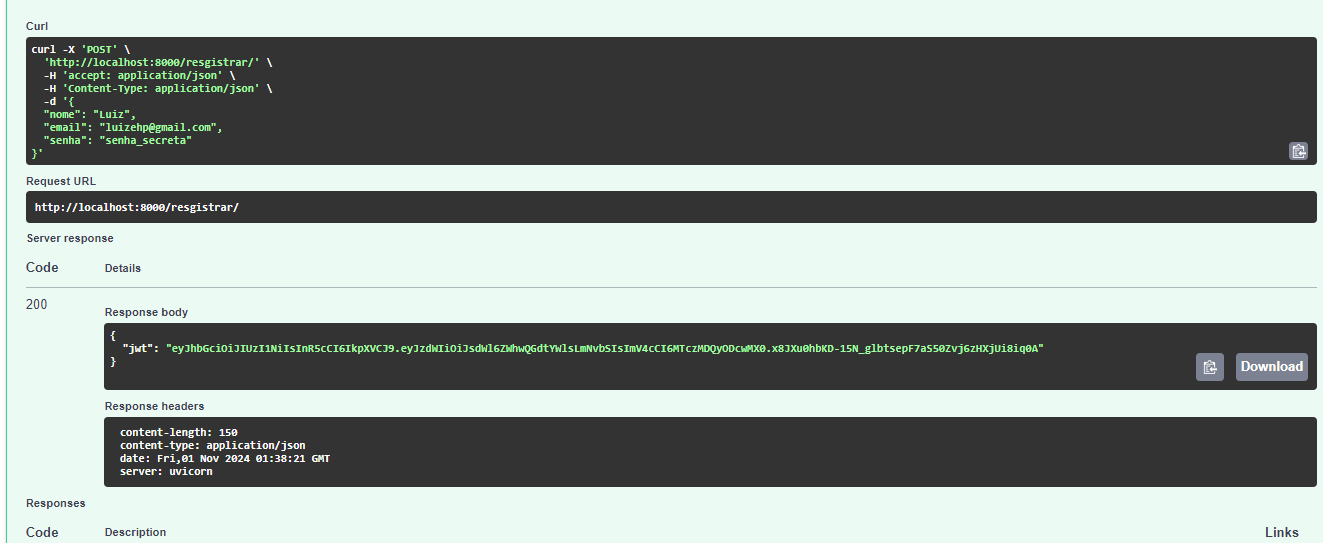 Curl
curl -X 'POST' \
'http://localhost:8000/resgistrar/' \
-H 'accept: application/json' \
-H 'Content-Type: application/json' \
-d '{
"nome": "Luiz",
"email": "luizehp@gmail.com",
"senha": "senha_secreta"
}'
Request URL
http://localhost:8000/resgistrar/
Server response
Code Details
200
Response body
{
"jwt": "eyJhbGciOiJIUzI1NiIsInR5cCI6IkpXVCJ9.eyJzdWIiOiJsdWl6ZWhwQGdtYWlsLmNvbSIsImV4cCI6MTczMDQyODcwMX0.x8JXu0hbKD-15N_glbtsepF7aS50Zvj6zHXjUi8iq0A"
}
Download
Response headers
content-length: 150
content-type: application/json
date: Fri,01 Nov 2024 01:38:21 GMT
server: uvicorn
Responses
Code Description Links